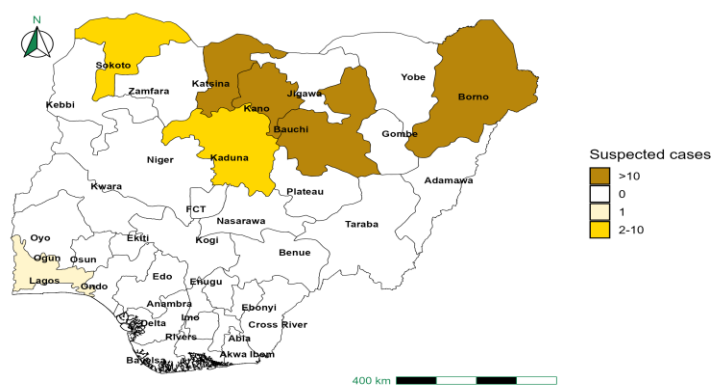 N
Sokoto
Katsina
Yobe
Zamfara
Jigawa
Borno
Kebbi
Kano
Bauchi
Gombe
Kaduna
Niger
Adamawa
Kwara
Plateau
FCT
Nasarawa
Taraba
Oyo
Ekiti
Kogi
Ogun
Osun
Benue
Lagos
Ondo
Edo
Enugu
Anambra
Ebonyi
Delta
Imo
Cross River
Rivers
Abia
Bayelsa
Akwa Ibom
Suspected cases
>10
0
1
2-10
400 km